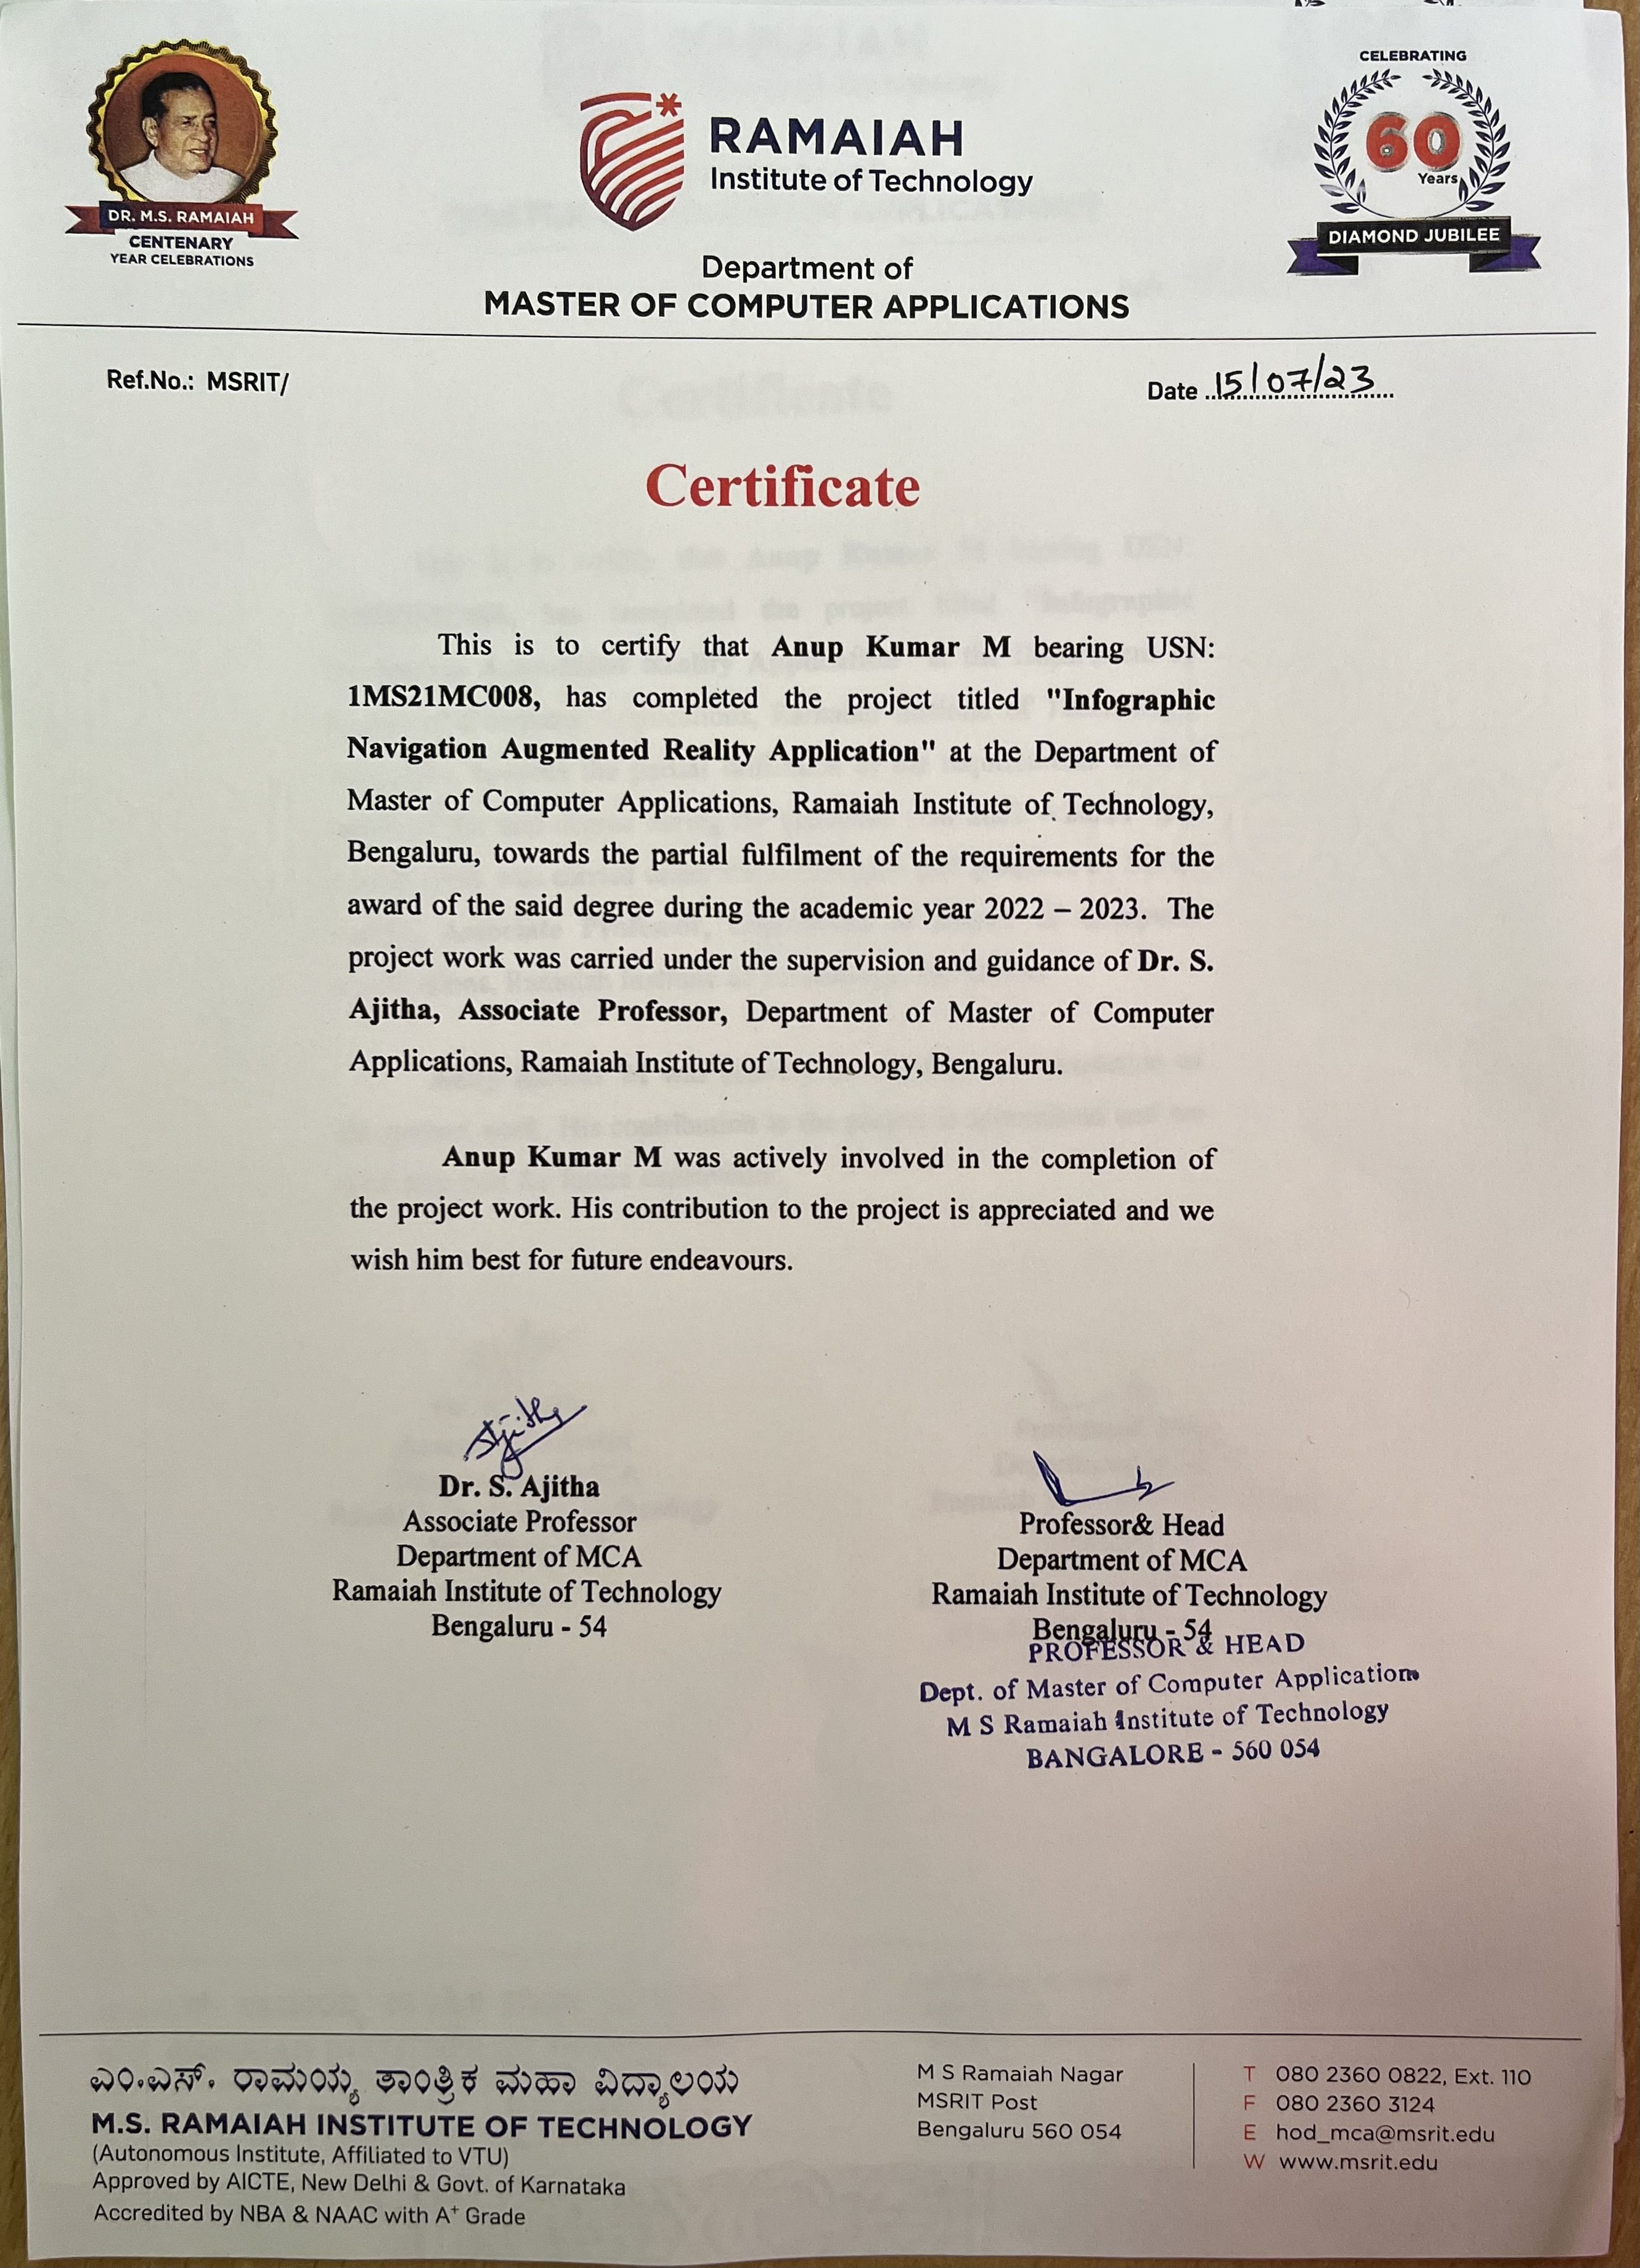 DR. M.S. RAMAIAH
CENTENARY
YEAR CELEBRATIONS
RAMAIAH
Institute of Technology
CELEBRATING
60
Years
DIAMOND JUBILEE
Department of
MASTER OF COMPUTER APPLICATIONS
Ref.No.: MSRIT/
Date 15/07/23
Certificate
This is to certify that Anup Kumar M bearing USN:
1MS21MC008, has completed the project titled "Infographic
Navigation Augmented Reality Application" at the Department of
Master of Computer Applications, Ramaiah Institute of Technology,
Bengaluru, towards the partial fulfilment of the requirements for the
award of the said degree during the academic year 2022 – 2023. The
project work was carried under the supervision and guidance of Dr. S.
Ajitha, Associate Professor, Department of Master of Computer
Applications, Ramaiah Institute of Technology, Bengaluru.
Anup Kumar M was actively involved in the completion of
the project work. His contribution to the project is appreciated and we
wish him best for future endeavours.
Ajitha
Dr. S. Ajitha
Associate Professor
Department of MCA
Ramaiah Institute of Technology
Bengaluru - 54
Professor& Head
Department of MCA
Ramaiah Institute of Technology
Bengaluru - 54
PROFESSOR & HEAD
Dept. of Master of Computer Applications
M S Ramaiah Institute of Technology
BANGALORE - 560 054
ಎಂ.ಎಸ್. ರಾಮಯ್ಯ ತಾಂತ್ರಿಕ ಮಹಾ ವಿದ್ಯಾಲಯ
M.S. RAMAIAH INSTITUTE OF TECHNOLOGY
(Autonomous Institute, Affiliated to VTU)
Approved by AICTE, New Delhi & Govt. of Karnataka
Accredited by NBA & NAAC with A+ Grade
M S Ramaiah Nagar
MSRIT Post
Bengaluru 560 054
T 080 2360 0822, Ext. 110
F 080 2360 3124
E hod_mca@msrit.edu
W www.msrit.edu